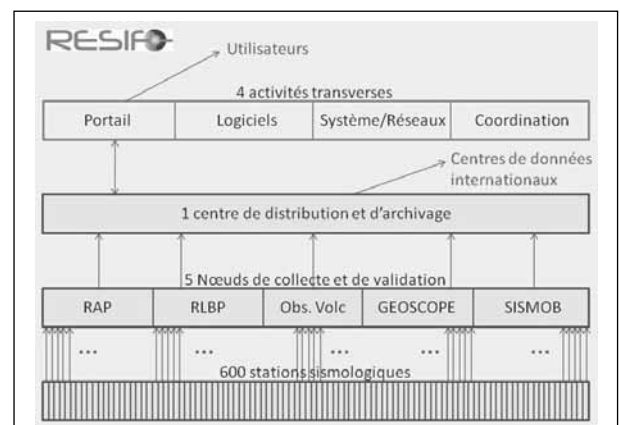 RESIF
Utilisateurs
4 activités transverses
Portail
Logiciels
Système/Réseaux
Coordination
Centres de données
internationaux
1 centre de distribution et d'archivage
5 Nœuds de collecte et de validation
RAP
RLBP
Obs. Volc
GEOSCOPE
SISMOB
... ... ... ... ...
600 stations sismologiques